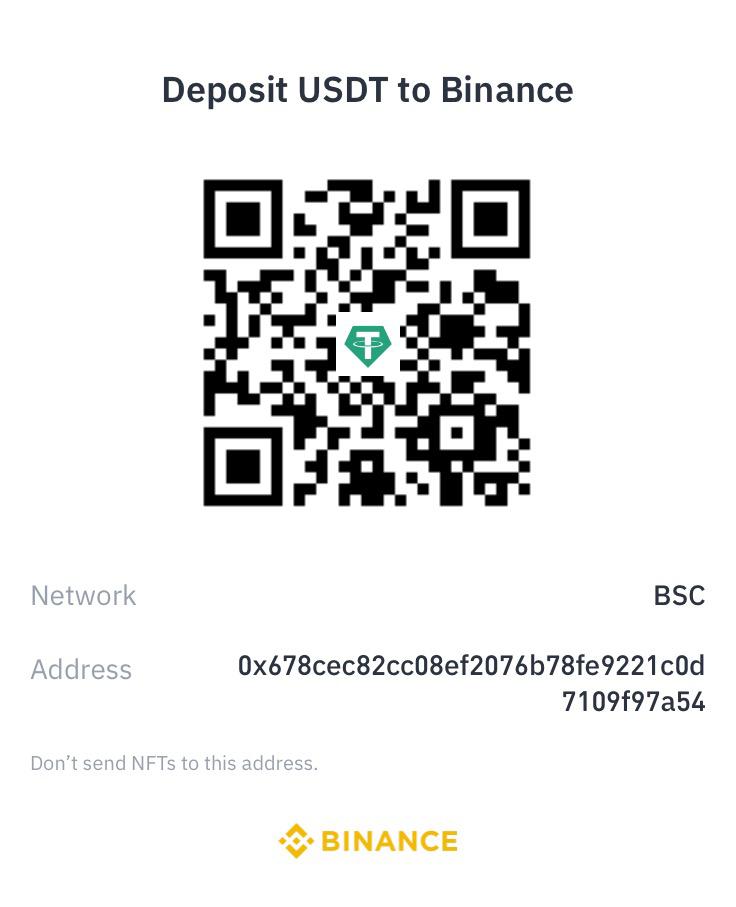 Deposit USDT to Binance
Network
BSC
Address
0x678cec82cc08ef2076b78fe9221c0d
7109f97a54
Don’t send NFTs to this address.
BINANCE